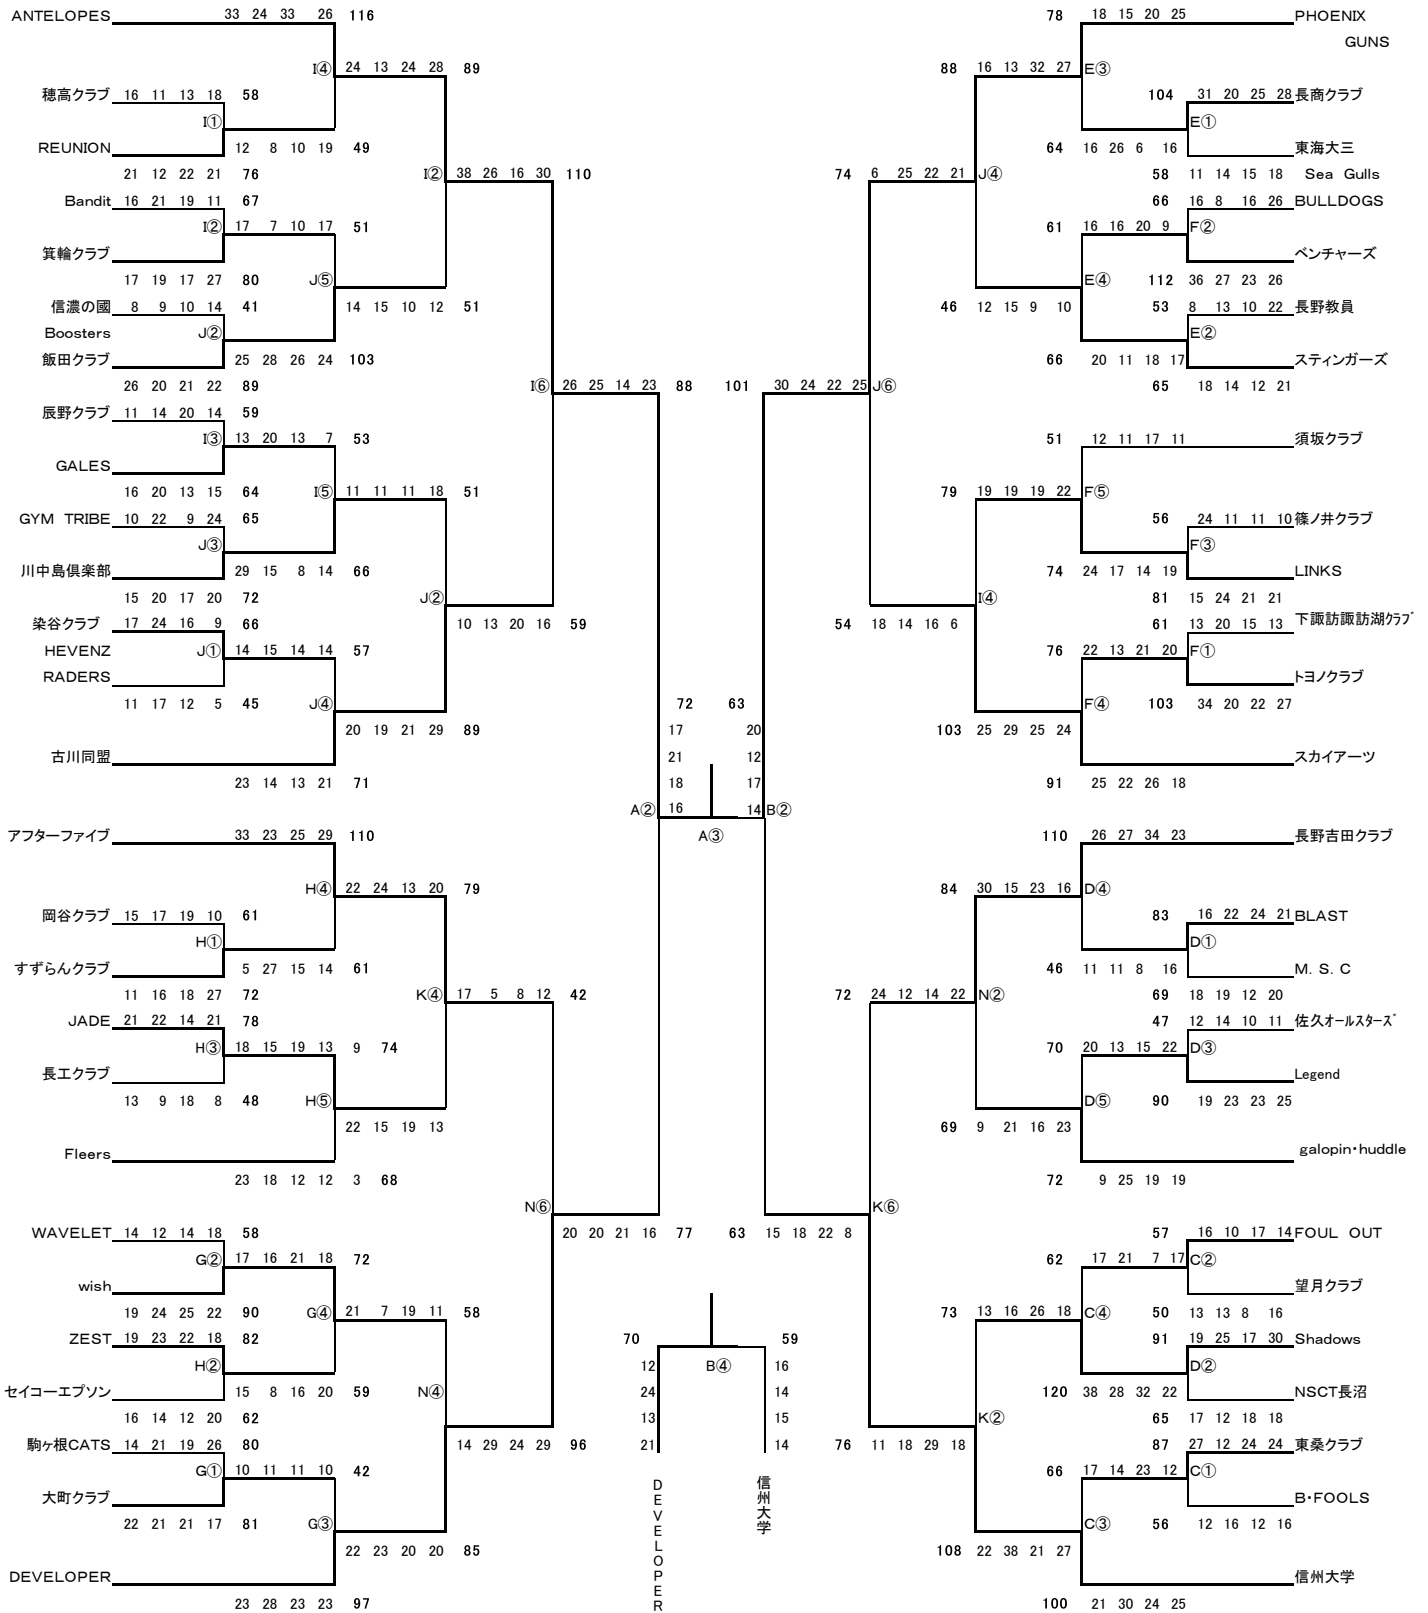 ANTELOPES 33 24 33 26 116
78 18 15 20 25 PHOENIX
GUNS
I④ 24 13 24 28 89
88 16 13 32 27 E③
穂高クラブ 16 11 13 18 58
104 31 20 25 28 長商クラブ
I①
E①
REUNION 12 8 10 19 49
64 16 26 6 16 東海大三
21 12 22 21 76
I② 38 26 16 30 110
74 6 25 22 21 J④
58 11 14 15 18 Sea Gulls
Bandit 16 21 19 11 67
66 16 8 16 26 BULLDOGS
I② 17 7 10 17 51
61 16 16 20 9 F②
箕輪クラブ
ベンチャーズ
17 19 17 27 80 J⑤
E④ 112 36 27 23 26
信濃の國 8 9 10 14 41
14 15 10 12 51
46 12 15 9 10
53 8 13 10 22 長野教員
Boosters J②
E②
飯田クラブ 25 28 26 24 103
66 20 11 18 17 スティンガーズ
26 20 21 22 89
I⑥ 26 25 14 23 88
101 30 24 22 25 J⑥
65 18 14 12 21
辰野クラブ 11 14 20 14 59
I③ 13 20 13 7 53
51 12 11 17 11 須坂クラブ
GALES
16 20 13 15 64
I⑤ 11 11 11 18 51
79 19 19 19 22 F⑤
GYM TRIBE 10 22 9 24 65
56 24 11 11 10 篠ノ井クラブ
J③
F③
川中島倶楽部 29 15 8 14 66
74 24 17 14 19 LINKS
15 20 17 20 72
J②
I④
81 15 24 21 21
染谷クラブ 17 24 16 9 66
10 13 20 16 59
54 18 14 16 6
61 13 20 15 13 下諏訪諏訪湖クラブ
HEVENZ J① 14 15 14 14 57
76 22 13 21 20 F①
RADERS
トヨノクラブ
11 17 12 5 45 J④
72 63
F④ 103 34 20 22 27
20 19 21 29 89
17 20
103 25 29 25 24
古川同盟
21 12
スカイアーツ
23 14 13 21 71
18 17
91 25 22 26 18
A② 16 14 B②
A③
アフターファイブ 33 23 25 29 110
110 26 27 34 23 長野吉田クラブ
H④ 22 24 13 20 79
84 30 15 23 16 D④
岡谷クラブ 15 17 19 10 61
83 16 22 24 21 BLAST
H①
D①
すずらんクラブ 5 27 15 14 61
46 11 11 8 16 M.S.C
11 16 18 27 72
K④ 17 5 8 12 42
72 24 12 14 22 N②
69 18 19 12 20
JADE 21 22 14 21 78
47 12 14 10 11 佐久オールスターズ
H③ 18 15 19 13 9 74
70 20 13 15 22 D③
長工クラブ
Legend
13 9 18 8 48 H⑤
D⑤ 90 19 23 23 25
22 15 19 13
69 9 21 16 23
Fleers
galopin・huddle
23 18 12 12 3 68
72 9 25 19 19
N⑥
K⑥
WAVELET 14 12 14 18 58
20 20 21 16 77
63 15 18 22 8
57 16 10 17 14 FOUL OUT
G② 17 16 21 18 72
62 17 21 7 17 C②
wish
望月クラブ
19 24 25 22 90
G④ 21 7 19 11 58
73 13 16 26 18 C④
50 13 13 8 16
ZEST 19 23 22 18 82
70 59
91 19 25 17 30 Shadows
H②
12 B④ 16
D②
セイコーエプソン 15 8 16 20 59
N④
24 14
120 38 28 32 22 NSCT長沼
16 14 12 20 62
13 15
K②
65 17 12 18 18
駒ヶ根CATS 14 21 19 26 80
14 29 24 29 96
21 14
76 11 18 29 18
87 27 12 24 24 東桑クラブ
G① 10 11 11 10 42
66 17 14 23 12 C①
大町クラブ
B・FOOLS
22 21 21 17 81 G③
C③ 56 12 16 12 16
22 23 20 20 85
108 22 38 21 27
DEVELOPER
信州大学
23 28 23 23 97
100 21 30 24 25
DEVELOPER
信州大学